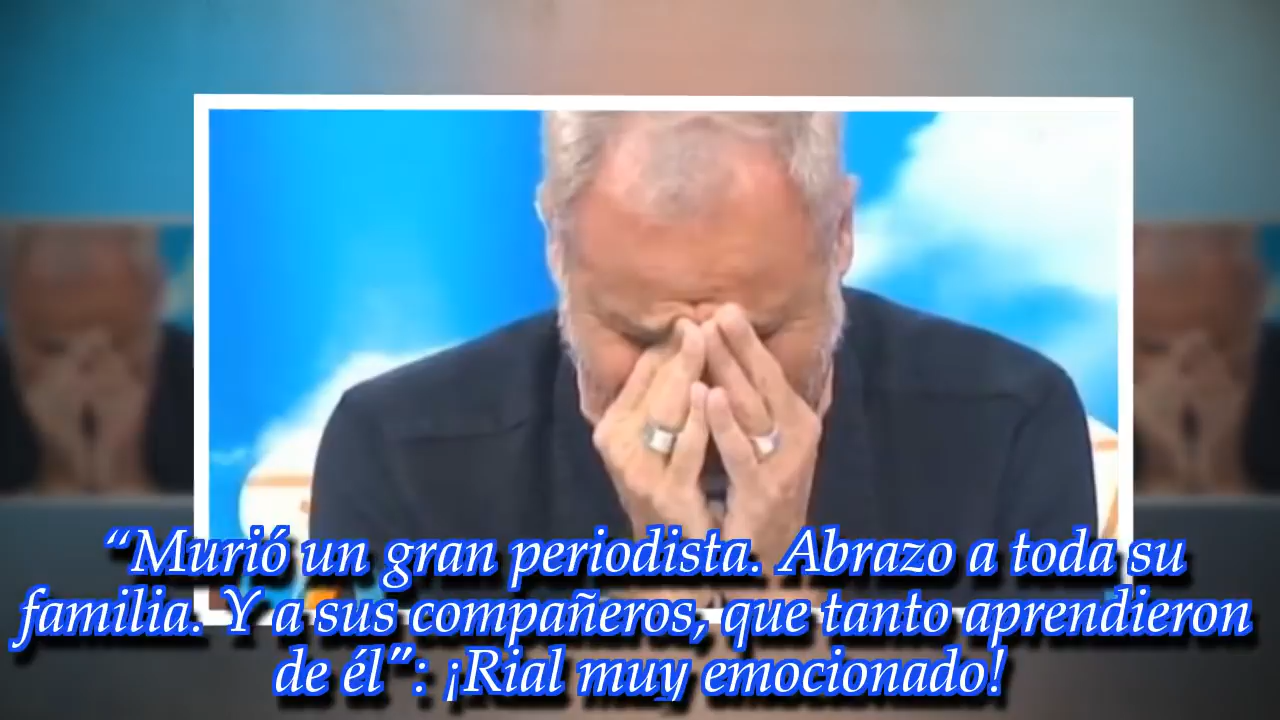 “Murió un gran periodista. Abrazo a toda su
familia. Y a sus compañeros, que tanto aprendieron
de él”: ¡Rial muy emocionado!